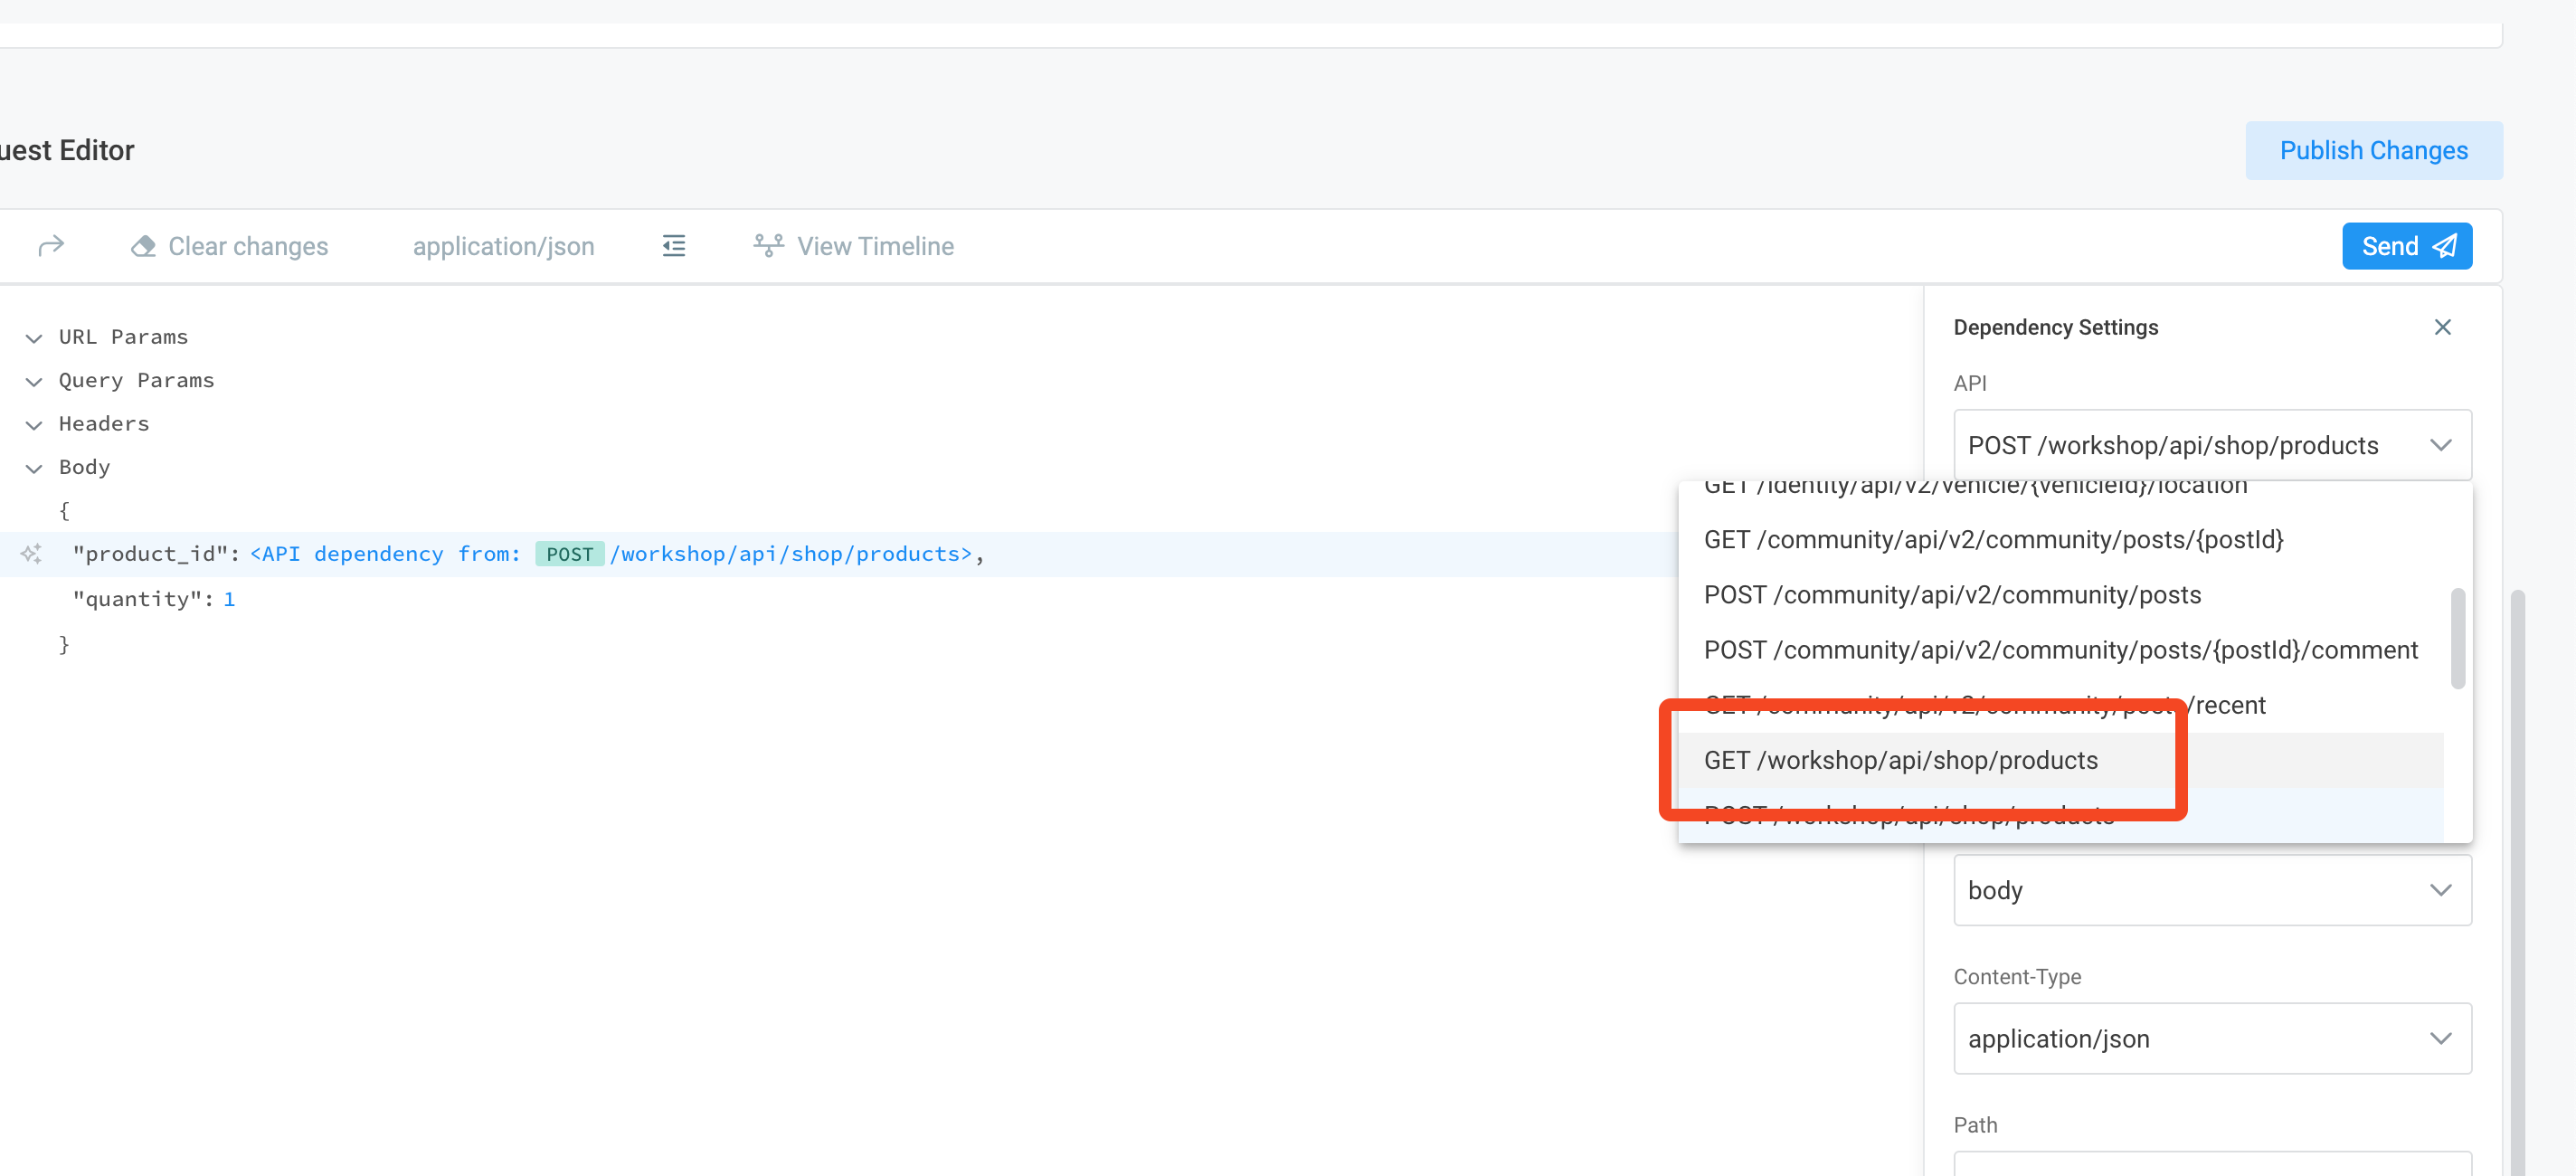 uest Editor
Publish Changes
Clear changes
application/json
View Timeline
Send
URL Params
Query Params
Headers
Body
{
"product_id": <API dependency from: POST /workshop/api/shop/products>,
"quantity": 1
}
Dependency Settings
API
POST /workshop/api/shop/products
GET /identity/api/v2/vehicle/{vehicleId}/location
GET /community/api/v2/community/posts/{postId}
POST /community/api/v2/community/posts
POST /community/api/v2/community/posts/{postId}/comment
GET /community/api/v2/community/posts/recent
GET /workshop/api/shop/products
POST /workshop/api/shop/products
body
Content-Type
application/json
Path